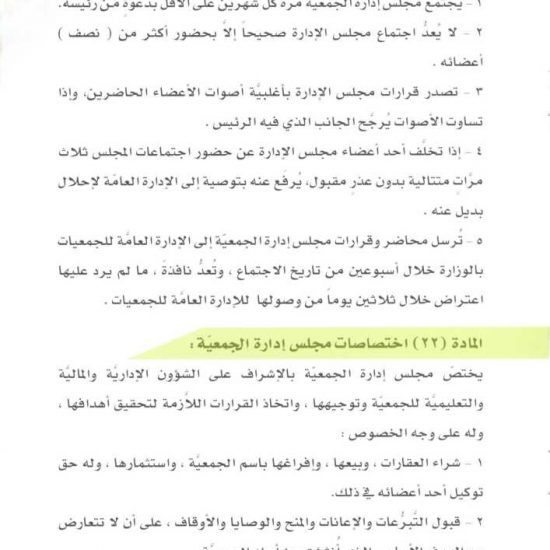 ١ - يجتمع مجلس إدارة الجمعية مرة كل شهرين على الأقل بدعوةٍ من رئيسه.
٢ - لا يُعدُّ اجتماع مجلس الإدارة صحيحاً إلاَّ بحضور أكثر من ( نصف )
أعضائه .
٣ - تصدر قرارات مجلس الإدارة بأغلبيَّة أصوات الأعضاء الحاضرين، وإذا
تساوت الأصوات يُرجَّح الجانب الذي فيه الرئيس .
٤ - إذا تخلَّف أحد أعضاء مجلس الإدارة عن حضور اجتماعات المجلس ثلاث
مرَّاتٍ متتالية بدون عذرٍ مقبول، يُرفَع عنه بتوصية إلى الإدارة العامَّة لإحلال
بديل عنه .
٥ - تُرسل محاضر وقرارات مجلس إدارة الجمعيَّة إلى الإدارة العامَّة للجمعيات
بالوزارة خلال أسبوعين من تاريخ الاجتماع ، وتُعدُّ نافذةً ، ما لم يرد عليها
اعتراض خلال ثلاثين يوماً من وصولها للإدارة العامَّة للجمعيات .
المادة (٢٢) اختصاصات مجلس إدارة الجمعيَّة :
يختصّ مجلس إدارة الجمعيَّة بالإشراف على الشؤون الإداريَّة والماليَّة
والتعليميَّة للجمعية وتوجيهها ، واتخاذ القرارات اللاَّزمة لتحقيق أهدافها ،
وله على وجه الخصوص :
١ - شراء العقارات ، وبيعها ، وإفراغها باسم الجمعيَّة ، واستثمارها ، وله حق
توكيل أحد أعضائه في ذلك.
٢ - قبول التَّبرُّعات والإعانات والمنح والوصايا والأوقاف ، على أن لا تتعارض